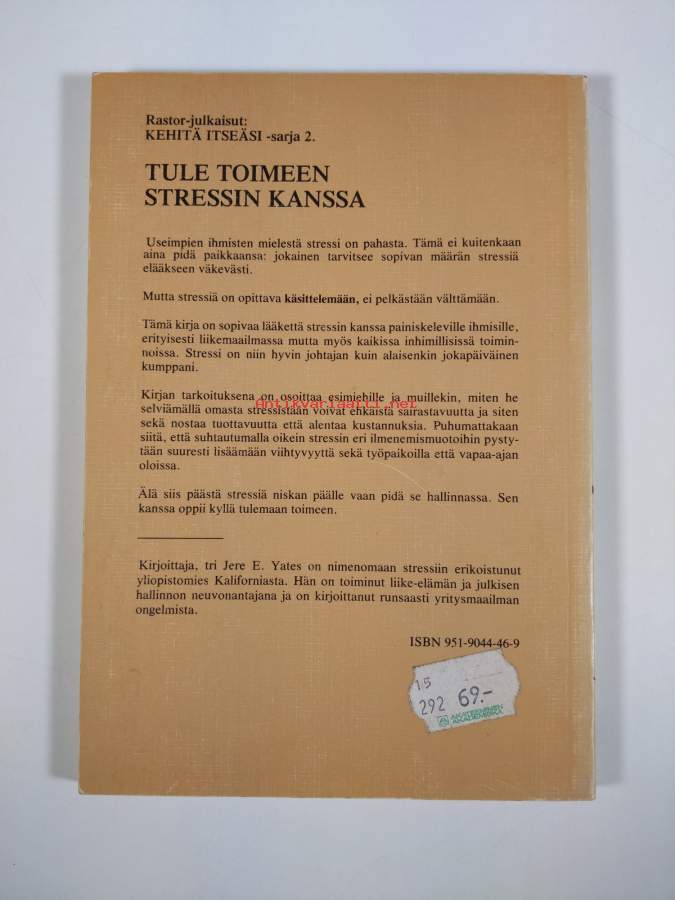 Rastor-julkaisut:
KEHITÄ ITSEÄSI -sarja 2.
TULE TOIMEEN
STRESSIN KANSSA
Useimpien ihmisten mielestä stressi on pahasta. Tämä ei kuitenkaan
aina pidä paikkaansa: jokainen tarvitsee sopivan määrän stressiä
elääkseen väkevästi.
Mutta stressiä on opittava käsittelemään, ei pelkästään välttämään.
Tämä kirja on sopivaa lääkettä stressin kanssa painiskeleville ihmisille,
erityisesti liikemaailmassa mutta myös kaikissa inhimillisissä toimin-
noissa. Stressi on niin hyvin johtajan kuin alaisenkin jokapäiväinen
kumppani.
Kirjan tarkoituksena on osoittaa esimiehille ja muillekin, miten he
Antikvariaatti.net
selviämällä omasta stressistään voivat ehkäistä sairastavuutta ja siten
sekä nostaa tuottavuutta että alentaa kustannuksia. Puhumattakaan
siitä, että suhtautumalla oikein stressin eri ilmenemismuotoihin pysty-
tään suuresti lisäämään viihtyvyyttä sekä työpaikoilla että vapaa-ajan
oloissa.
Älä siis päästä stressiä niskan päälle vaan pidä se hallinnassa. Sen
kanssa oppii kyllä tulemaan toimeen.
Kirjoittaja, tri Jere E. Yates on nimenomaan stressiin erikoistunut
yliopistomies Kaliforniasta. Hän on toiminut liike-elämän ja julkisen
hallinnon neuvonantajana ja on kirjoittanut runsaasti yritysmaailman
ongelmista.
ISBN 951-9044-46-9
15
292 69.-
AKATEEMINEN
AKADEMISKA